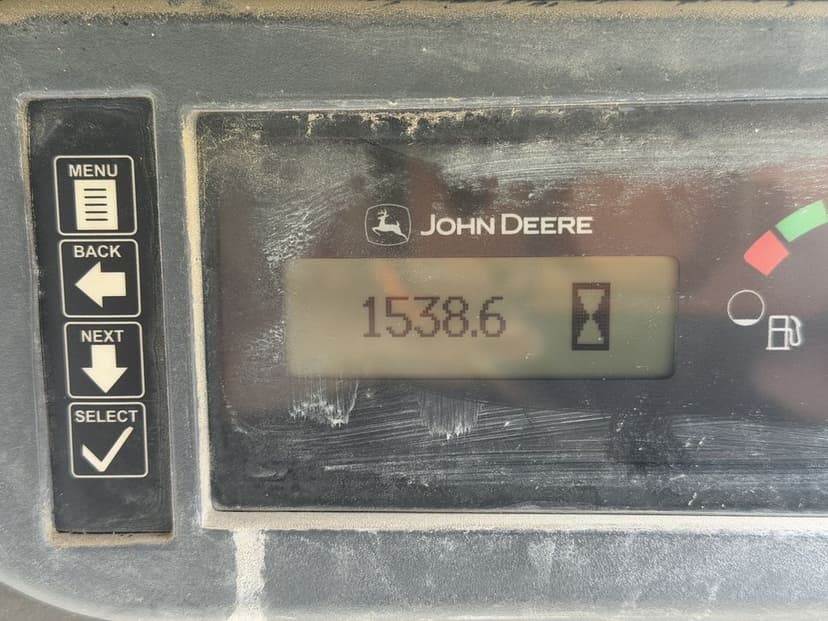 MENU
BACK
NEXT
SELECT
JOHN DEERE
1538.6